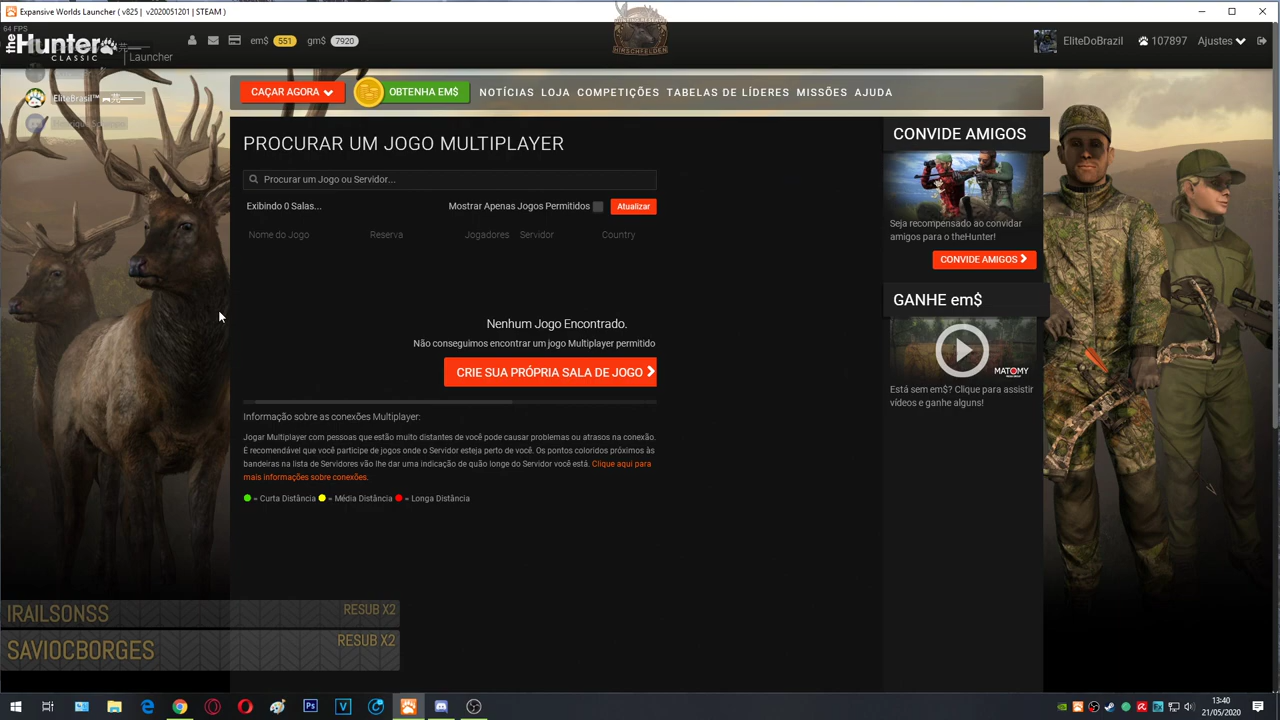 Expansive Worlds Launcher ( v825 | v2020051201 | STEAM )
64 FPS
theHunter
CLASSIC
Launcher
em$ 551 gm$ 7920
HIRSCHFELDEN
EliteDoBrazil 107897 Ajustes
EliteBrasil™
CAÇAR AGORA
OBTENHA EM$
NOTÍCIAS LOJA COMPETIÇÕES TABELAS DE LÍDERES MISSÕES AJUDA
PROCURAR UM JOGO MULTIPLAYER
Procurar um Jogo ou Servidor...
Exibindo 0 Salas...
Mostrar Apenas Jogos Permitidos
Atualizar
Nome do Jogo Reserva Jogadores Servidor Country
Nenhum Jogo Encontrado.
Não conseguimos encontrar um jogo Multiplayer permitido
CRIE SUA PRÓPRIA SALA DE JOGO
Informação sobre as conexões Multiplayer:
Jogar Multiplayer com pessoas que estão muito distantes de você pode causar problemas ou atrasos na conexão.
É recomendável que você participe de jogos onde o Servidor esteja perto de você. Os pontos coloridos próximos às
bandeiras na lista de Servidores vão lhe dar uma indicação de quão longe do Servidor você está. Clique aqui para
mais informações sobre conexões.
= Curta Distância = Média Distância = Longa Distância
CONVIDE AMIGOS
Seja recompensado ao convidar
amigos para o theHunter!
CONVIDE AMIGOS
GANHE em$
MATOMY
Está sem em$? Clique para assistir
vídeos e ganhe alguns!
IRAILSONSS RESUB X2
SAVIOCBORGES RESUB X2
13:40
21/05/2020